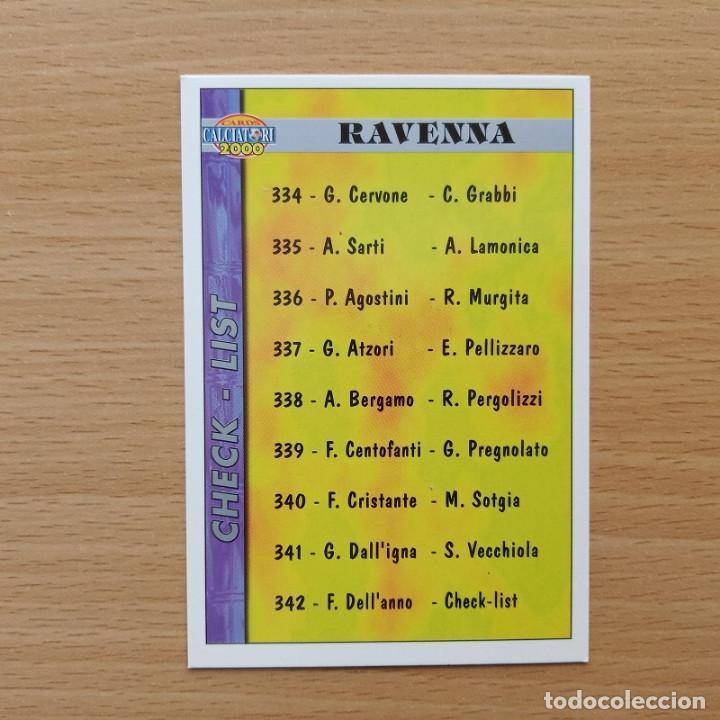 CARDS
CALCIATORI
2000
RAVENNA
334 - G. Cervone - C. Grabbi
335 - A. Sarti - A. Lamonica
336 - P. Agostini - R. Murgita
337 - G. Atzori - E. Pellizzaro
338 - A. Bergamo - R. Pergolizzi
339 - F. Centofanti - G. Pregnolato
340 - F. Cristante - M. Sotgia
341 - G. Dall'igna - S. Vecchiola
342 - F. Dell'anno - Check-list
CHECK - LIST
todocoleccion